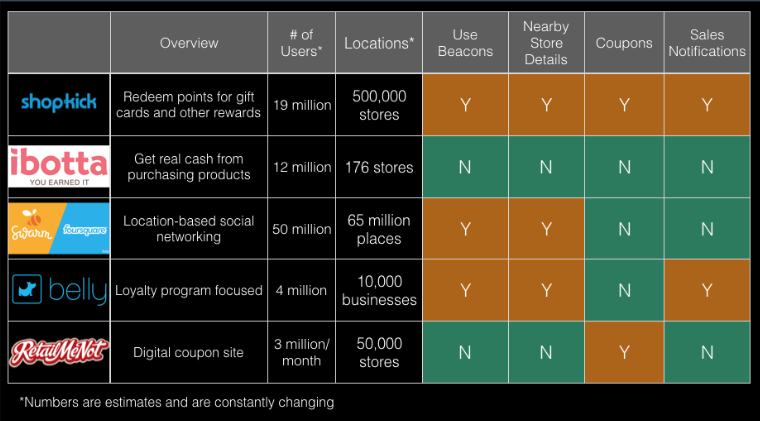 Overview
# of
Users*
Locations*
Use
Beacons
Nearby
Store
Details
Coupons
Sales
Notifications
shopkick
Redeem points for gift
cards and other rewards
19 million
500,000
stores
Y
Y
Y
Y
ibotta
YOU EARNED IT
Get real cash from
purchasing products
12 million
176 stores
N
N
N
N
Swarm
foursquare
Location-based social
networking
50 million
65 million
places
Y
Y
N
N
belly
Loyalty program focused
4 million
10,000
businesses
Y
Y
N
Y
RetailMeNot
Digital coupon site
3 million/
month
50,000
stores
N
N
Y
N
*Numbers are estimates and are constantly changing